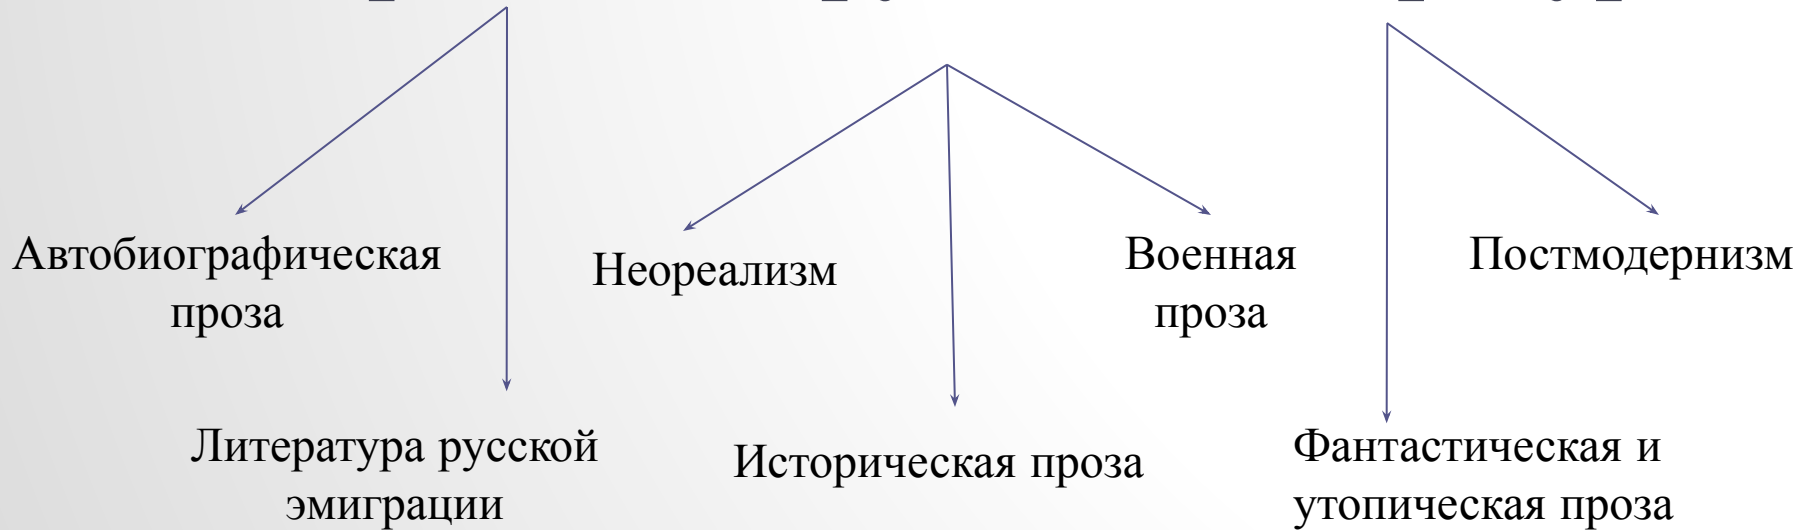 Автобиографическая
проза
Неореализм
Военная
проза
Постмодернизм
Литература русской
эмиграции
Историческая проза
Фантастическая и
утопическая проза